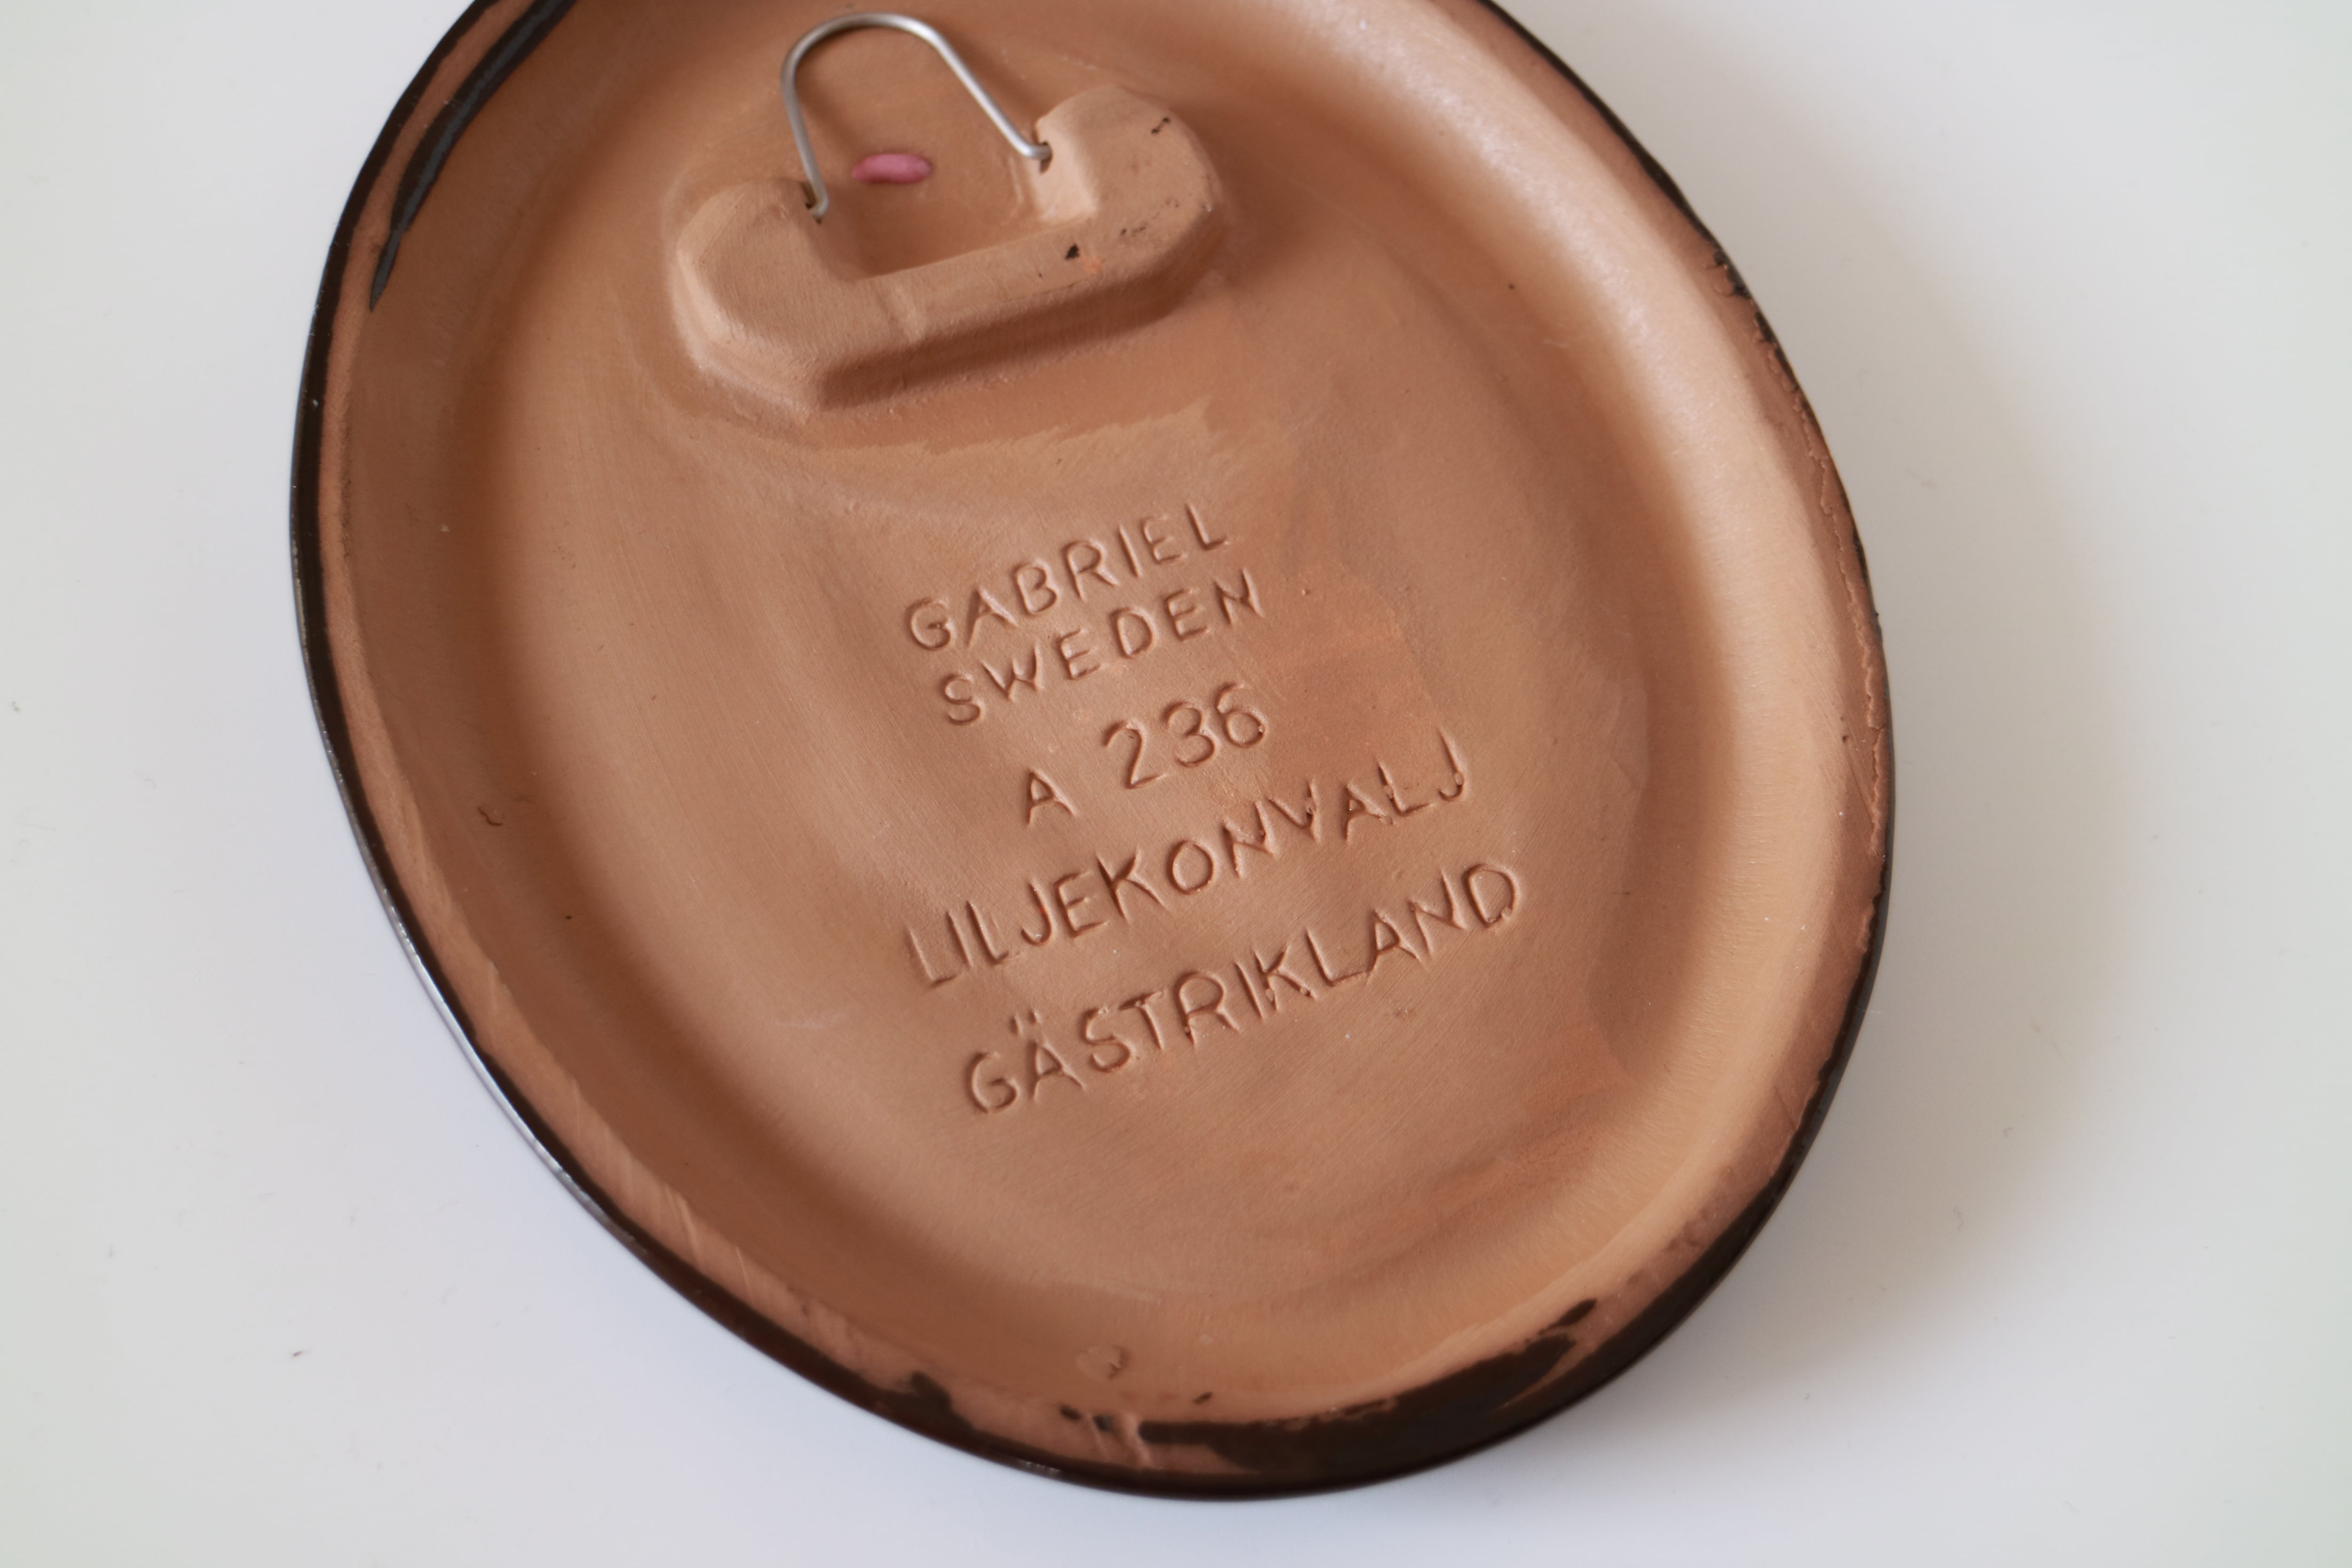 GABRIEL
SWEDEN
A 236
LILJEKONVALJ
GÄSTRIKLAND